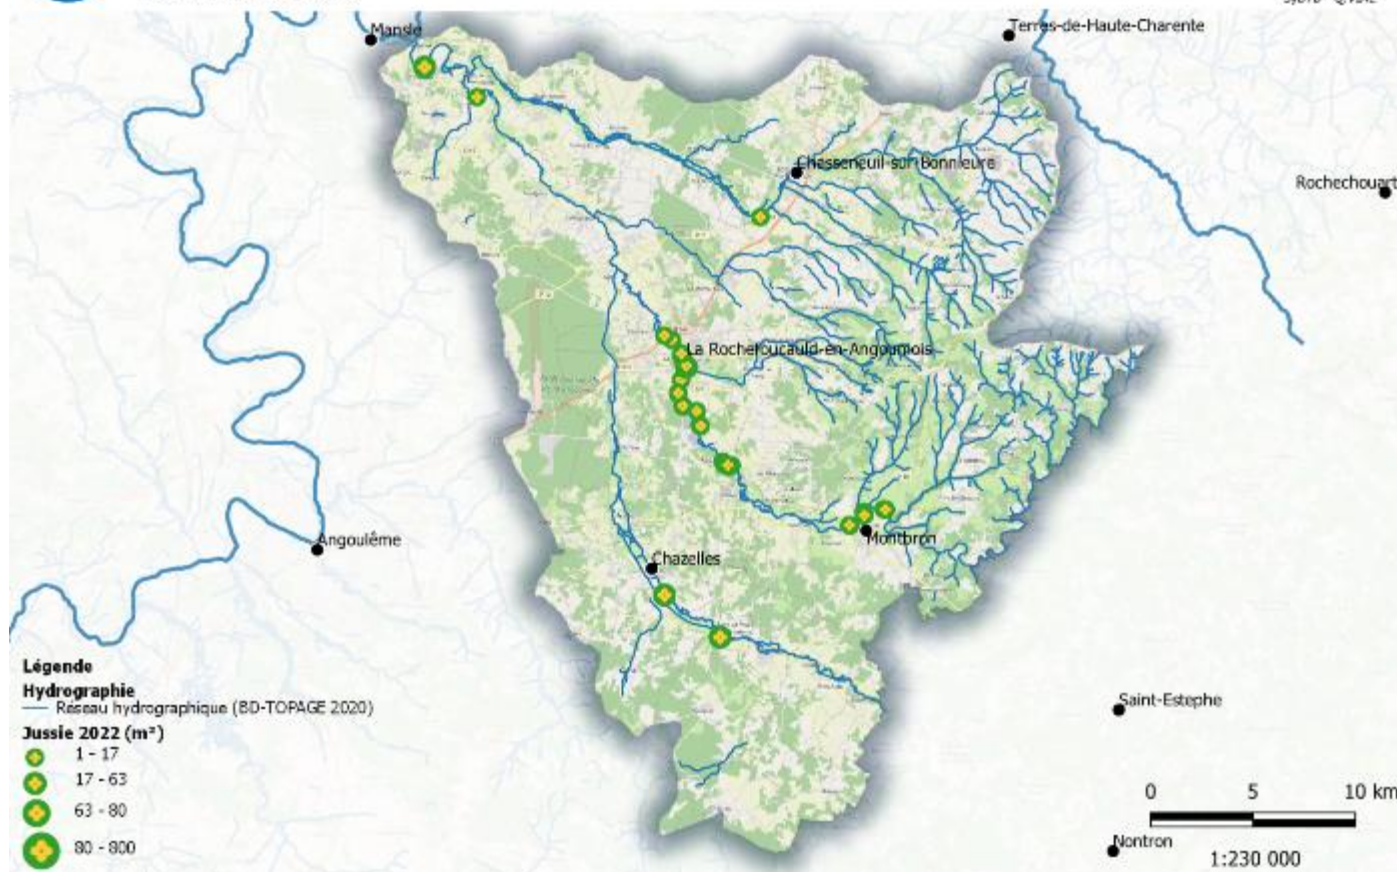 Mansle
Terres-de-Haute-Charente
Chasseneuil-sur-Bonnieure
Rochechouart
La Rochefoucauld-en-Angoumois
Angoulême
Montbron
Chazelles
Légende
Hydrographie
Réseau hydrographique (BD-TOPAGE 2020)
Jussie 2022 (m²)
1 - 17
17 - 63
63 - 80
80 - 800
Saint-Estephe
0 5 10 km
Nontron
1:230 000